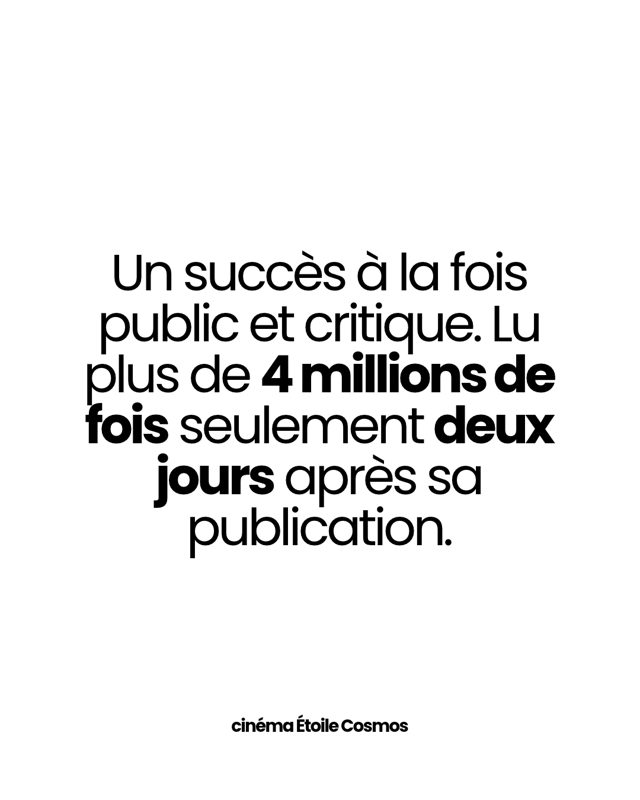 Un succès à la fois
public et critique. Lu
plus de 4 millions de
fois seulement deux
jours après sa
publication.
cinéma Étoile Cosmos